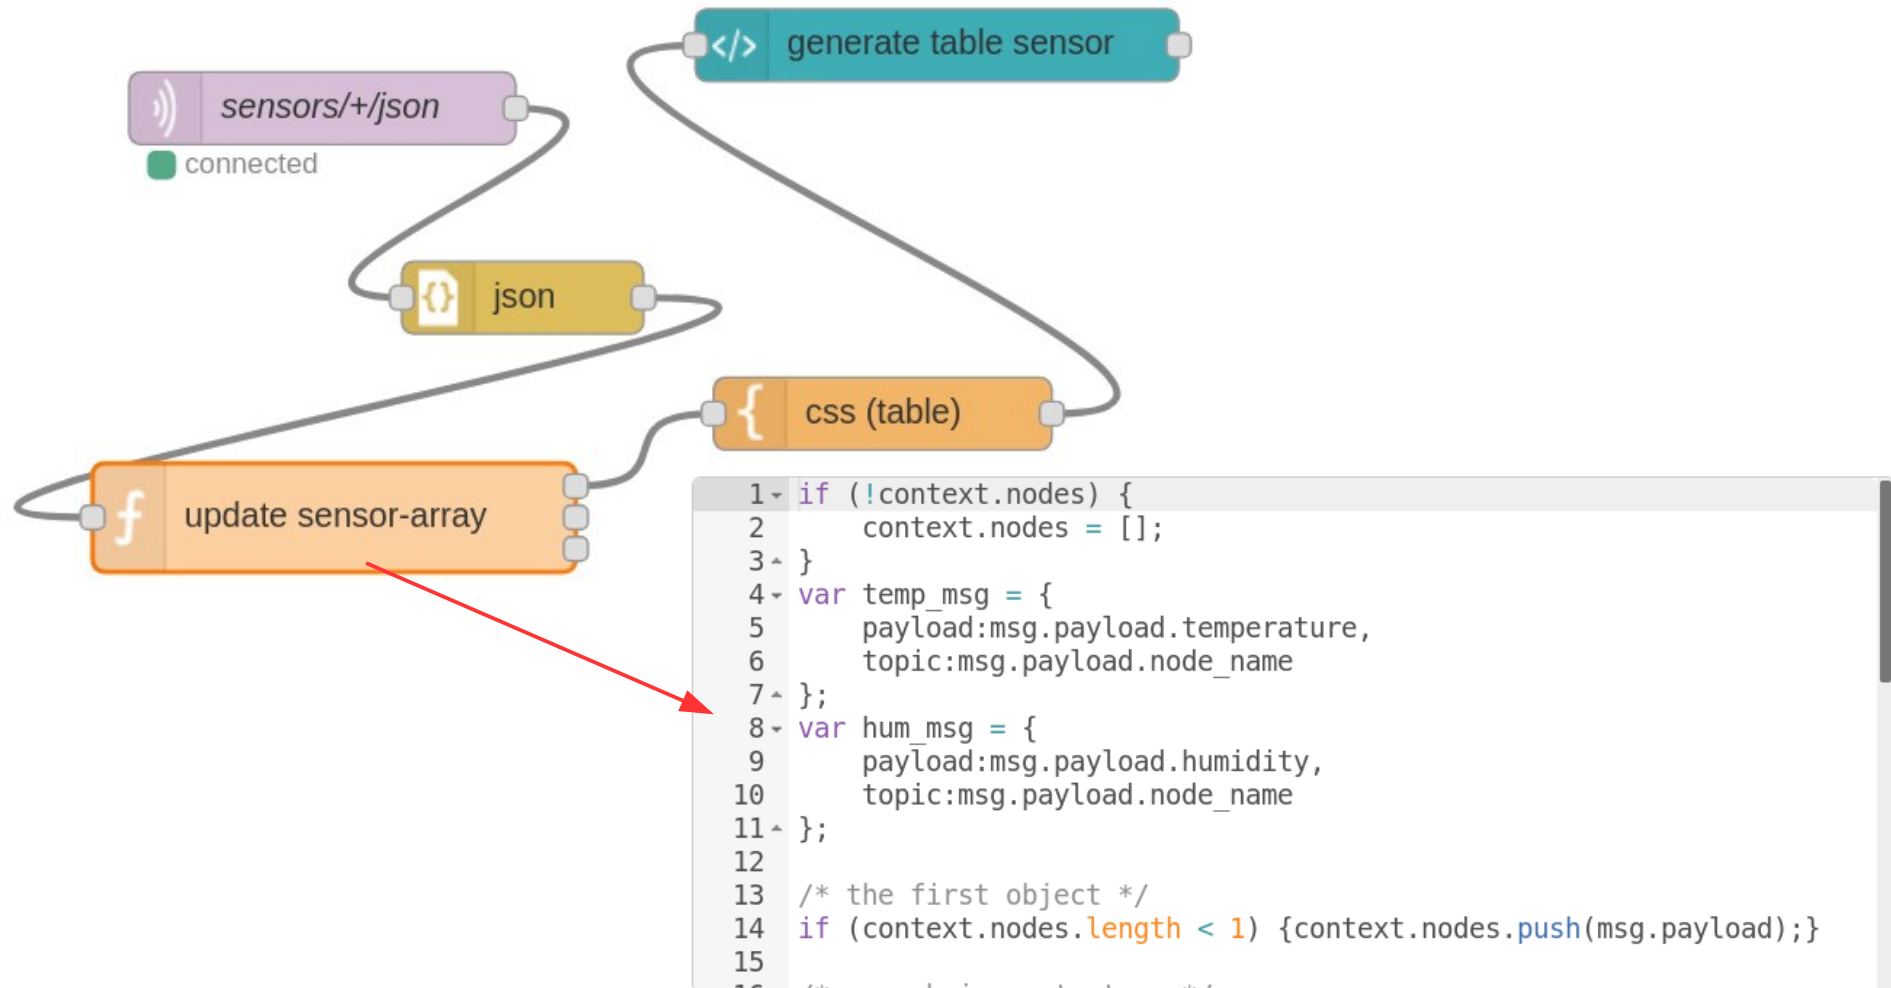 </> generate table sensor
sensors/+/json
connected
{} json
{ css (table)
f update sensor-array
1 if (!context.nodes) {
2 context.nodes = [];
3 }
4 var temp_msg = {
5 payload:msg.payload.temperature,
6 topic:msg.payload.node_name
7 };
8 var hum_msg = {
9 payload:msg.payload.humidity,
10 topic:msg.payload.node_name
11 };
12
13 /* the first object */
14 if (context.nodes.length < 1) {context.nodes.push(msg.payload);}
15